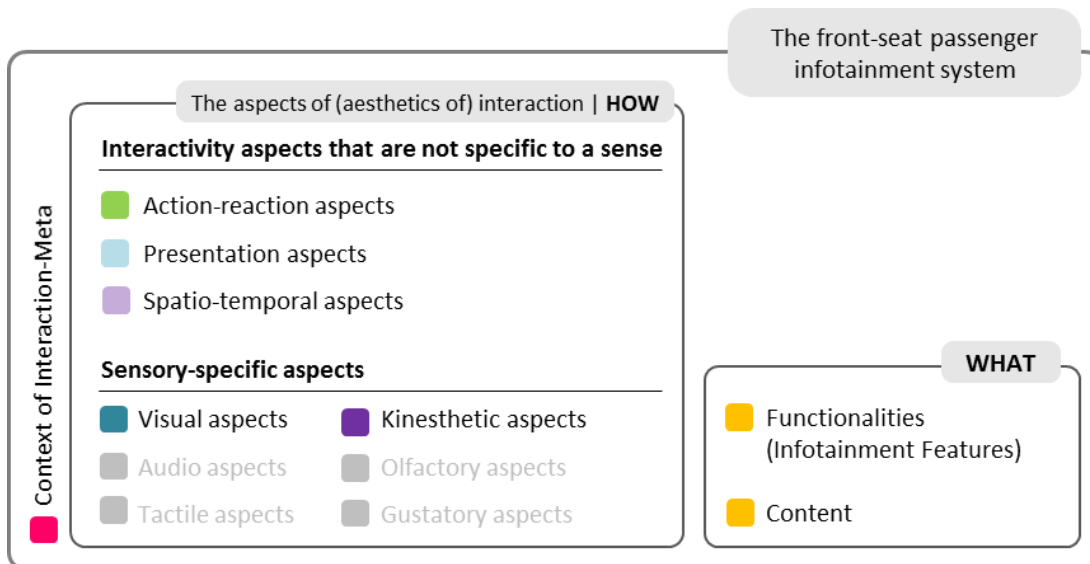 The front-seat passenger
infotainment system
The aspects of (aesthetics of) interaction | HOW
Interactivity aspects that are not specific to a sense
Action-reaction aspects
Presentation aspects
Spatio-temporal aspects
Sensory-specific aspects
Visual aspects
Kinesthetic aspects
Audio aspects
Olfactory aspects
Tactile aspects
Gustatory aspects
Context of Interaction-Meta
WHAT
Functionalities
(Infotainment Features)
Content